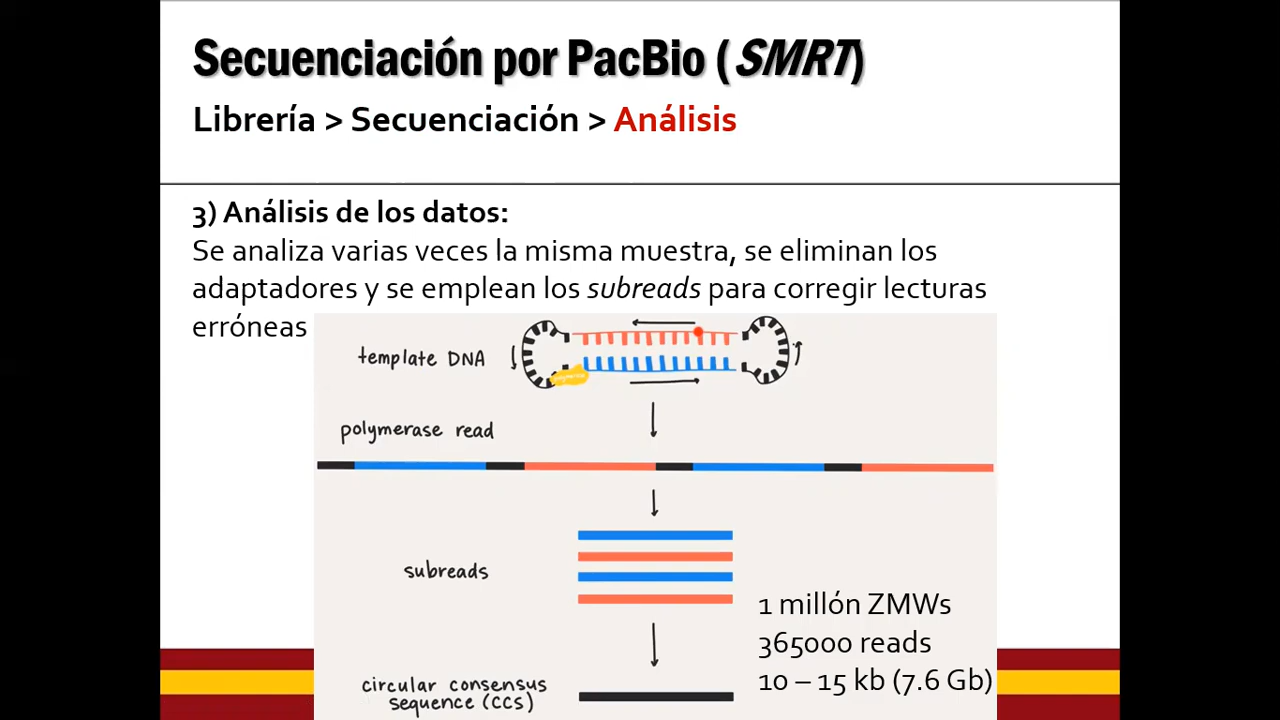 Secuenciación por PacBio (SMRT)
Librería > Secuenciación > Análisis
3) Análisis de los datos:
Se analiza varias veces la misma muestra, se eliminan los
adaptadores y se emplean los subreads para corregir lecturas
erróneas
template DNA
polymerase read
subreads
1 millón ZMWs
365000 reads
10 – 15 kb (7.6 Gb)
circular consensus
sequence (CCS)